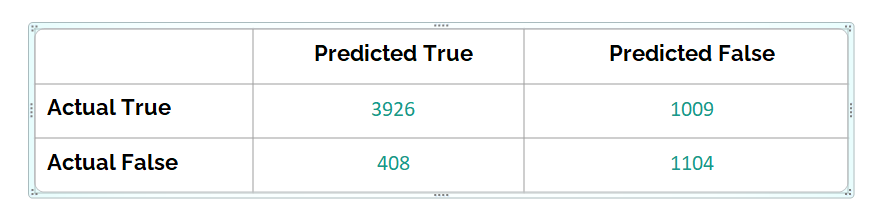 Predicted True Predicted False
Actual True 3926 1009
Actual False 408 1104